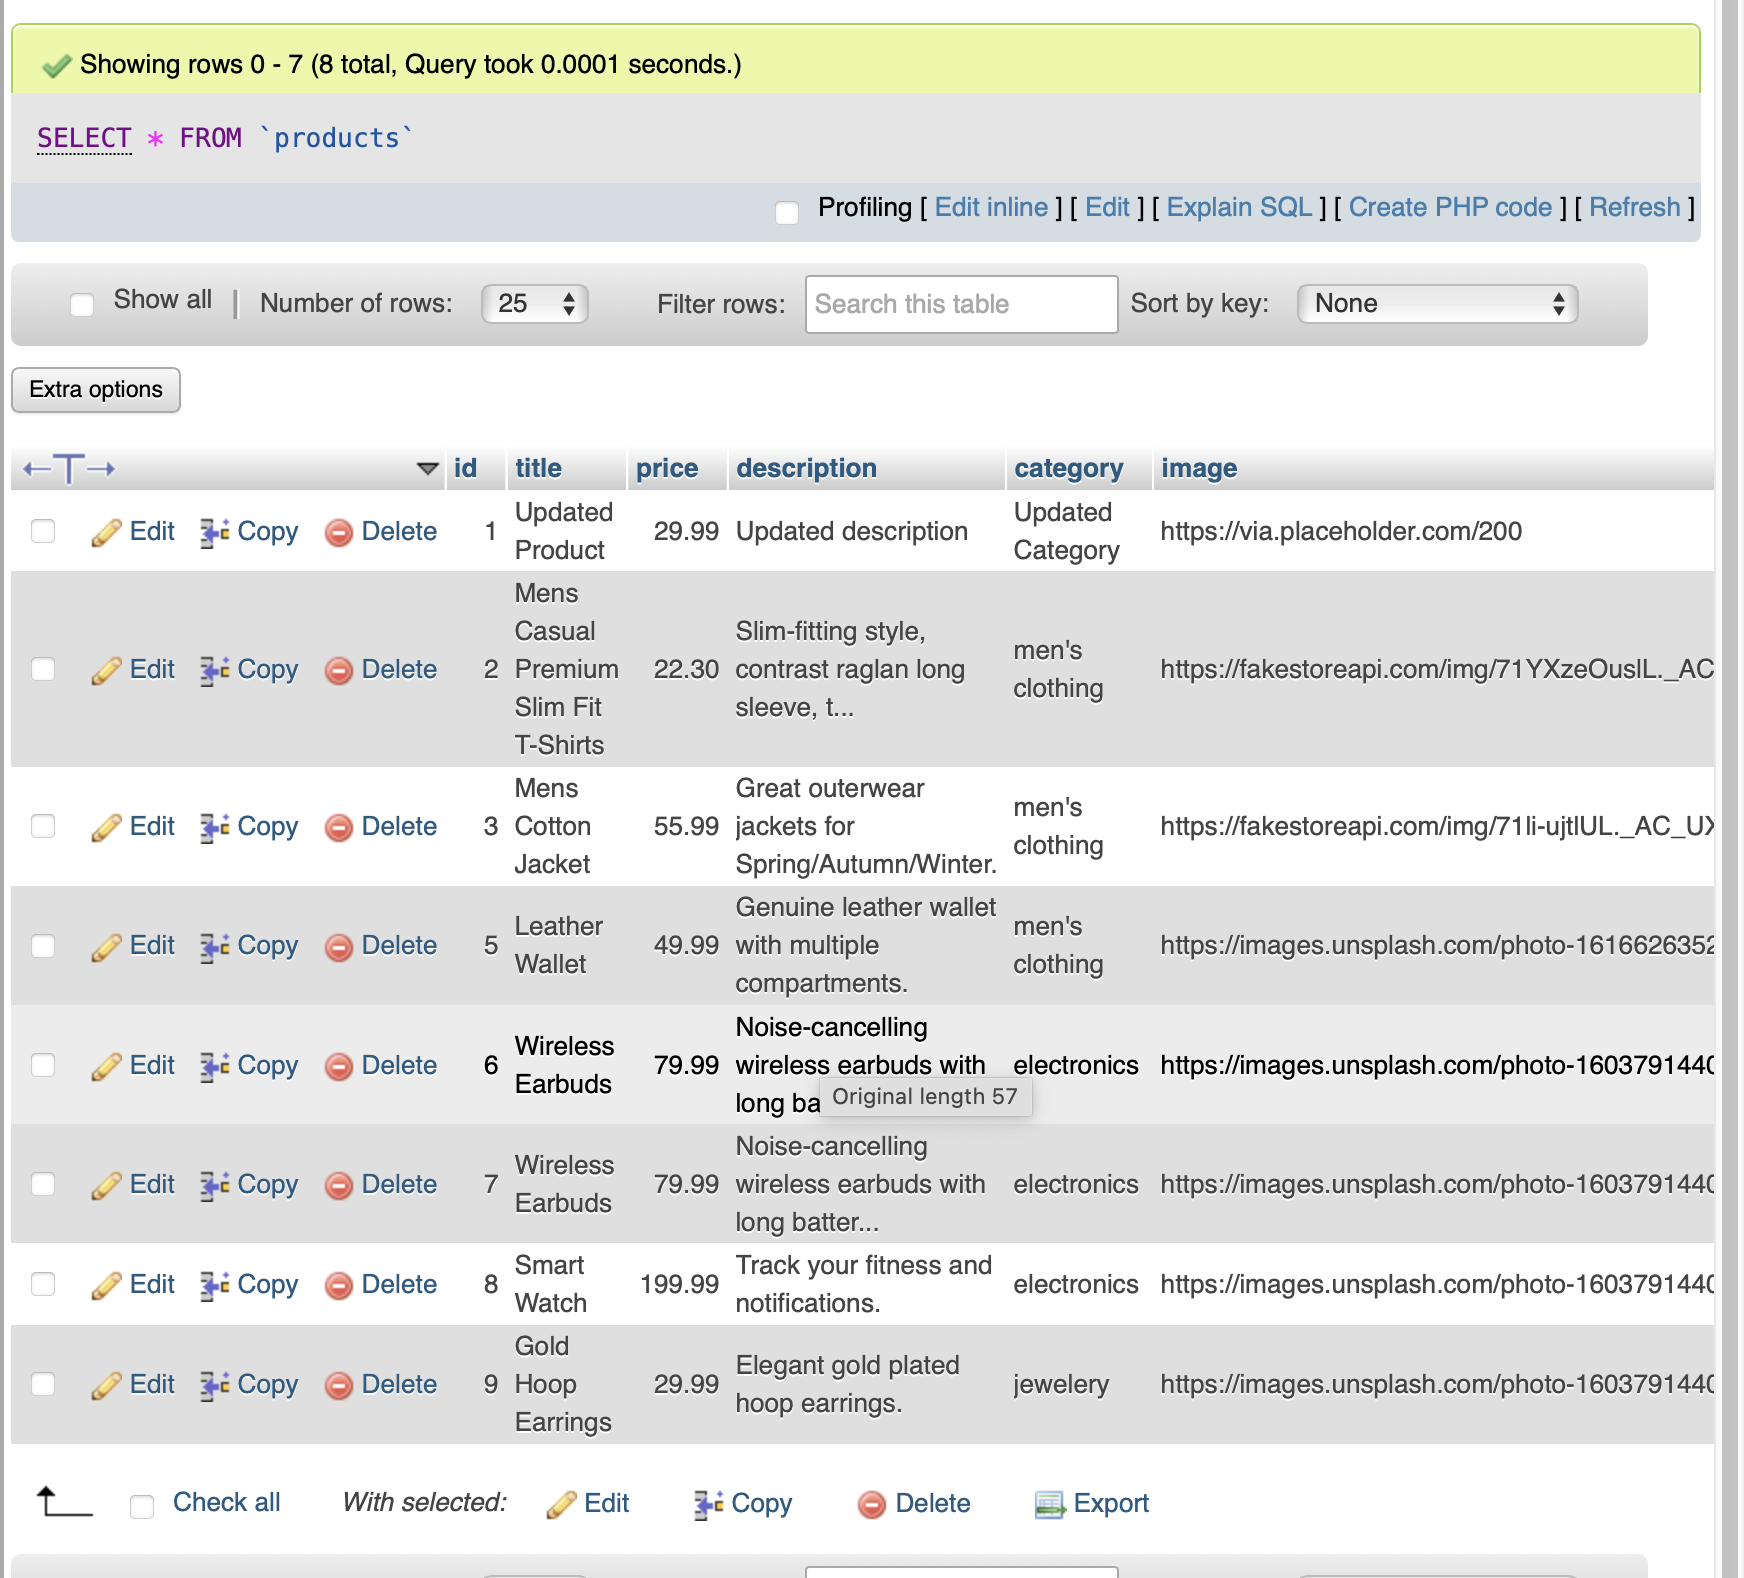 Showing rows 0 - 7 (8 total, Query took 0.0001 seconds.)
SELECT * FROM `products`
Profiling [ Edit inline ] [ Edit ] [ Explain SQL ] [ Create PHP code ] [ Refresh ]
Show all | Number of rows: 25 Filter rows: Search this table Sort by key: None
Extra options
←T→ id title price description category image
Edit Copy Delete 1 Updated Product 29.99 Updated description Updated Category https://via.placeholder.com/200
Edit Copy Delete 2 Mens Casual Premium Slim Fit T-Shirts 22.30 Slim-fitting style, contrast raglan long sleeve, t... men's clothing https://fakestoreapi.com/img/71YXzeOuslL._AC
Edit Copy Delete 3 Mens Cotton Jacket 55.99 Great outerwear jackets for Spring/Autumn/Winter. men's clothing https://fakestoreapi.com/img/71li-ujtlUL._AC_UX
Edit Copy Delete 5 Leather Wallet 49.99 Genuine leather wallet with multiple compartments. men's clothing https://images.unsplash.com/photo-1616626352
Edit Copy Delete 6 Wireless Earbuds 79.99 Noise-cancelling wireless earbuds with long ba electronics https://images.unsplash.com/photo-1603791440
Original length 57
Edit Copy Delete 7 Wireless Earbuds 79.99 Noise-cancelling wireless earbuds with long batter... electronics https://images.unsplash.com/photo-1603791440
Edit Copy Delete 8 Smart Watch 199.99 Track your fitness and notifications. electronics https://images.unsplash.com/photo-1603791440
Edit Copy Delete 9 Gold Hoop Earrings 29.99 Elegant gold plated hoop earrings. jewelery https://images.unsplash.com/photo-1603791440
Check all With selected: Edit Copy Delete Export